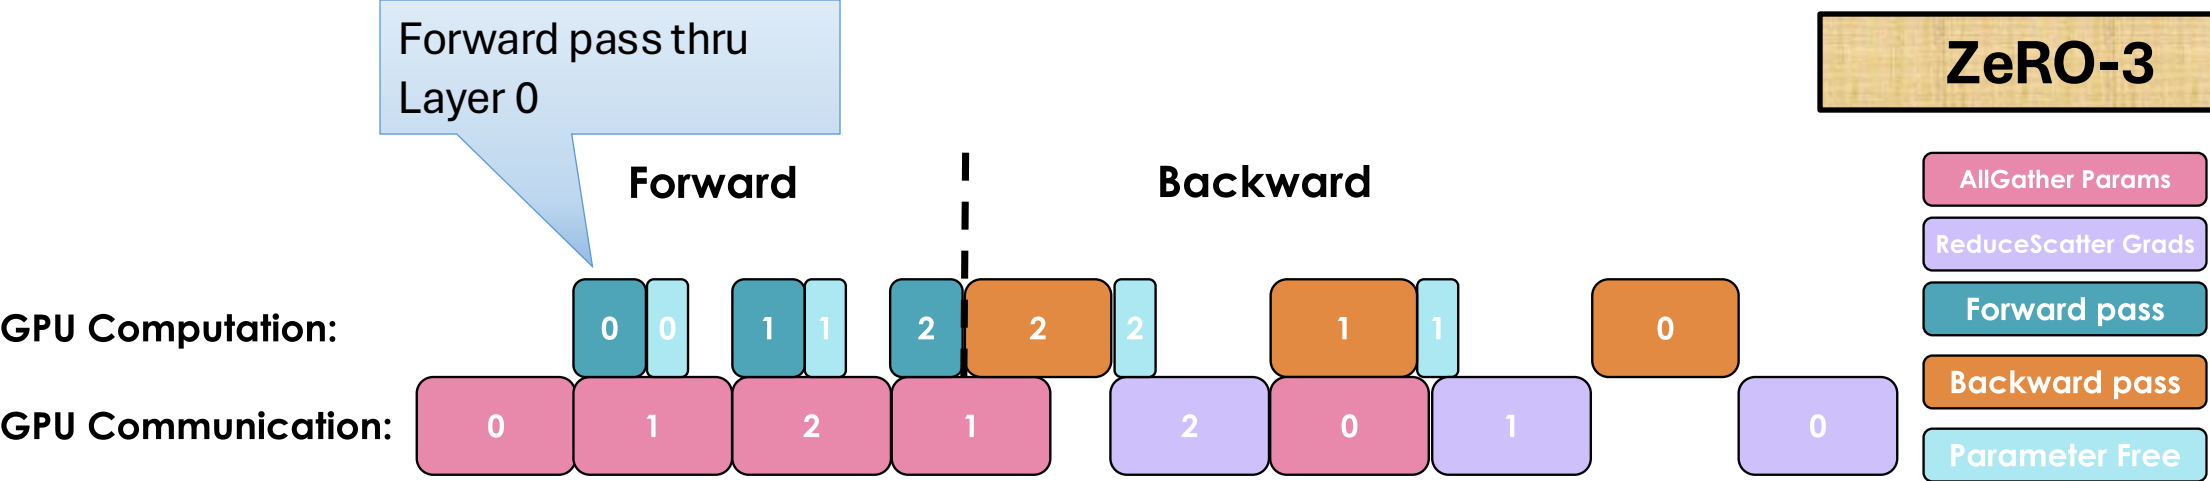 Forward pass thru
Layer 0
ZeRO-3
Forward
Backward
AllGather Params
ReduceScatter Grads
Forward pass
Backward pass
Parameter Free
GPU Computation:
0 0 1 1 2 2 2 1 1 0
GPU Communication:
0 1 2 1 2 0 1 0